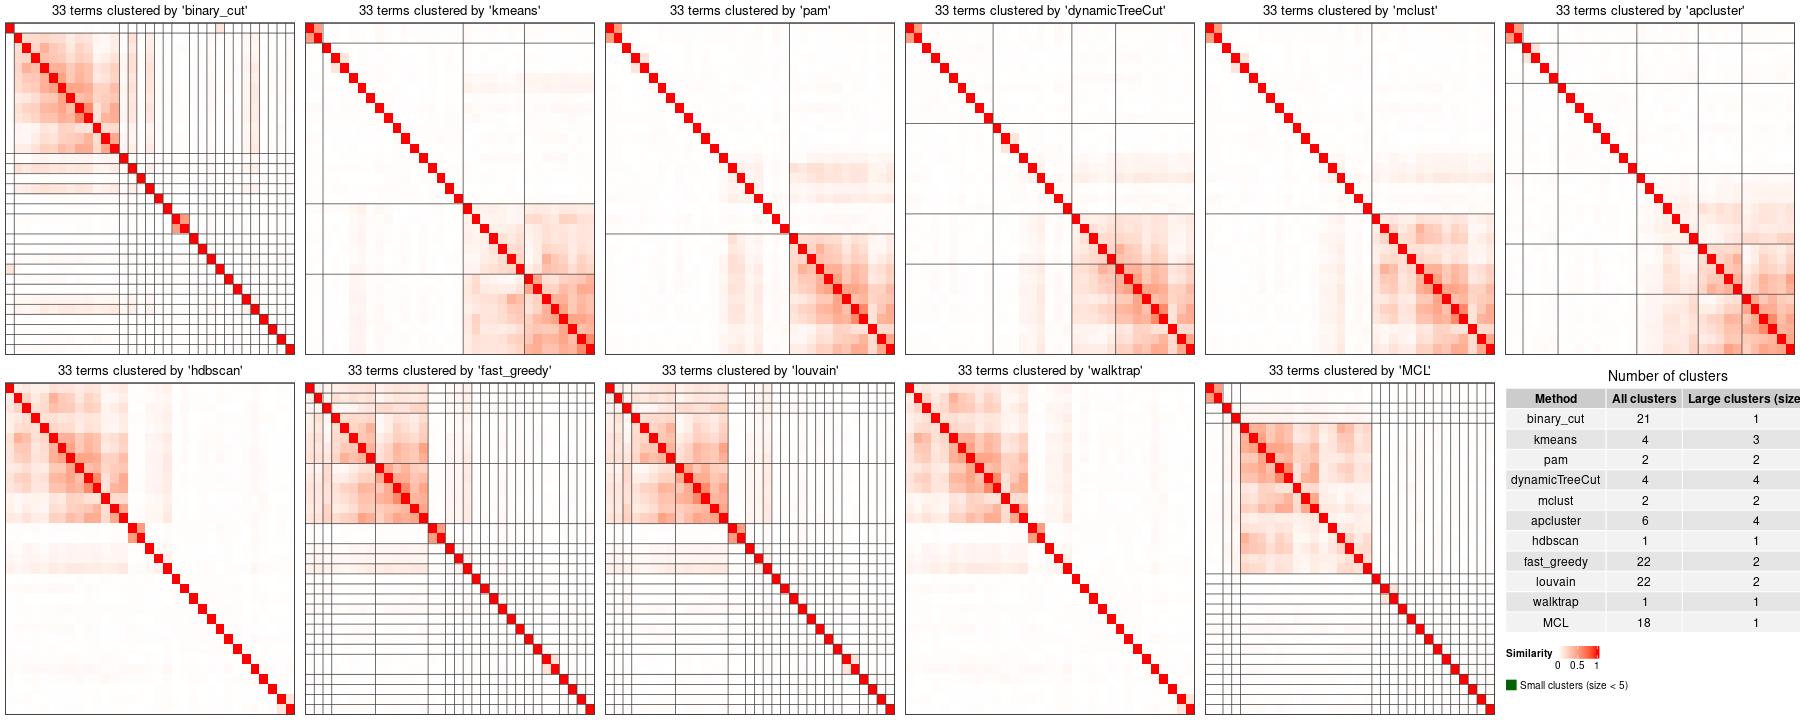 33 terms clustered by 'binary_cut'
33 terms clustered by 'kmeans'
33 terms clustered by 'pam'
33 terms clustered by 'dynamicTreeCut'
33 terms clustered by 'mclust'
33 terms clustered by 'apcluster'
33 terms clustered by 'hdbscan'
33 terms clustered by 'fast_greedy'
33 terms clustered by 'louvain'
33 terms clustered by 'walktrap'
33 terms clustered by 'MCL'
Number of clusters
Method All clusters Large clusters (size
binary_cut 21 1
kmeans 4 3
pam 2 2
dynamicTreeCut 4 4
mclust 2 2
apcluster 6 4
hdbscan 1 1
fast_greedy 22 2
louvain 22 2
walktrap 1 1
MCL 18 1
Similarity
0 0.5 1
Small clusters (size < 5)